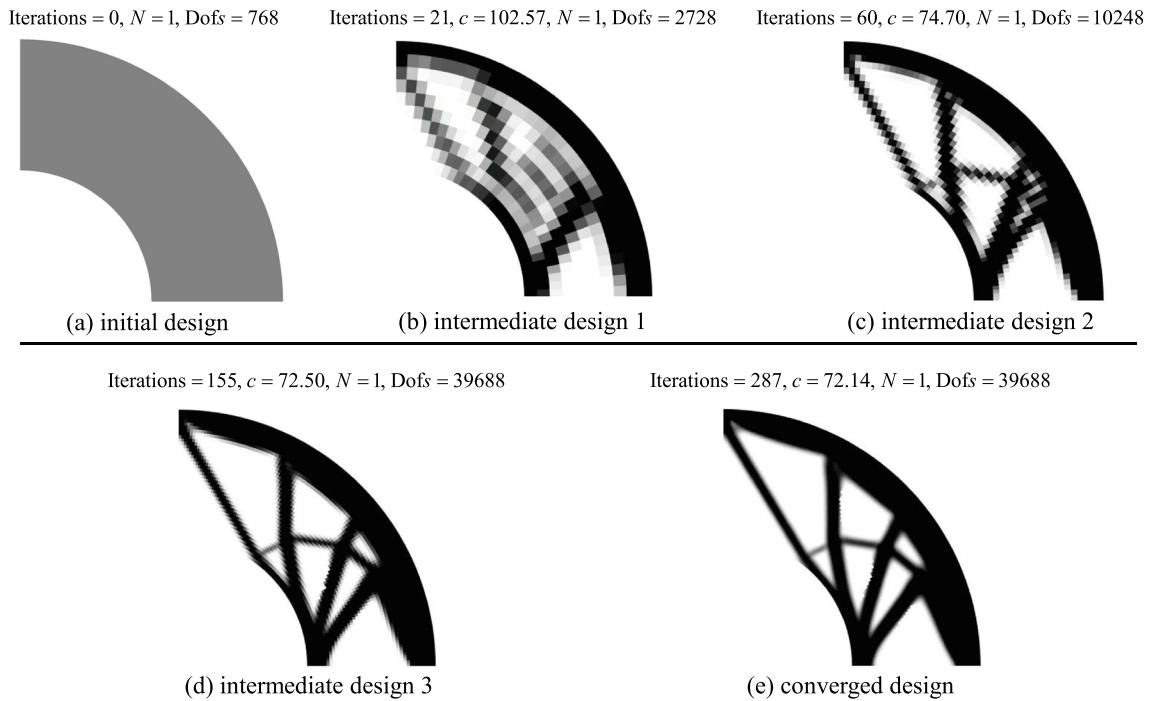 Iterations = 0, N = 1, Dofs = 768
Iterations = 21, c = 102.57, N = 1, Dofs = 2728
Iterations = 60, c = 74.70, N = 1, Dofs = 10248
(a) initial design
(b) intermediate design 1
(c) intermediate design 2
Iterations = 155, c = 72.50, N = 1, Dofs = 39688
Iterations = 287, c = 72.14, N = 1, Dofs = 39688
(d) intermediate design 3
(e) converged design